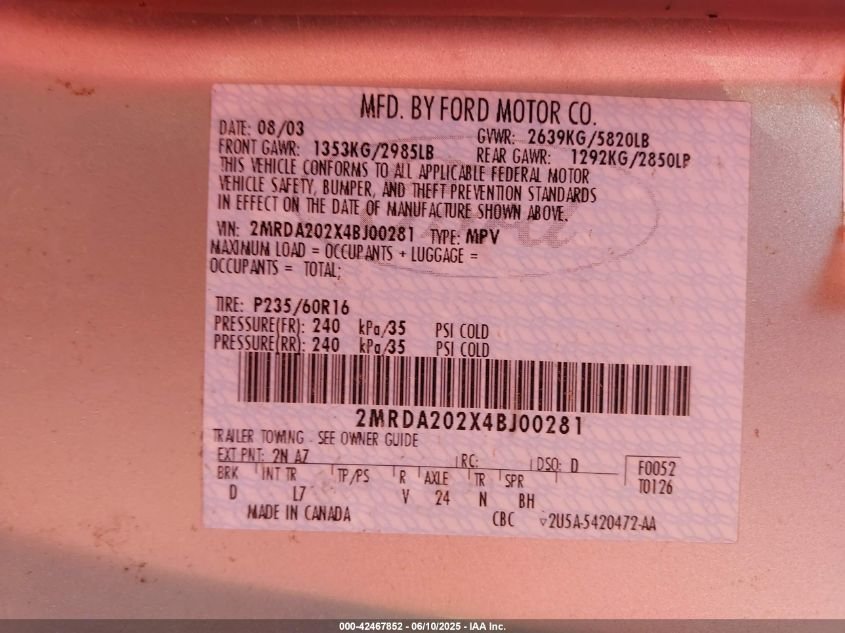 MFD. BY FORD MOTOR CO.
DATE: 08/03 GVWR: 2639KG/5820LB
FRONT GAWR: 1353KG/2985LB REAR GAWR: 1292KG/2850LB
THIS VEHICLE CONFORMS TO ALL APPLICABLE FEDERAL MOTOR
VEHICLE SAFETY, BUMPER, AND THEFT PREVENTION STANDARDS
IN EFFECT ON THE DATE OF MANUFACTURE SHOWN ABOVE.
VIN: 2MRDA202X4BJ00281 TYPE: MPV
MAXIMUM LOAD = OCCUPANTS + LUGGAGE =
OCCUPANTS = TOTAL;
TIRE: P235/60R16
PRESSURE(FR): 240 kPa/35 PSI COLD
PRESSURE(RR): 240 kPa/35 PSI COLD
2MRDA202X4BJ00281
TRAILER TOWING - SEE OWNER GUIDE
EXT PNT: 2N AZ RC: DSO: D F0052
BRK INT TR TP/PS R AXLE TR SPR T0126
D L7 V 24 N BH
MADE IN CANADA CBC ▽2U5A-5420472-AA
000-42467852 - 06/10/2025 - IAA Inc.